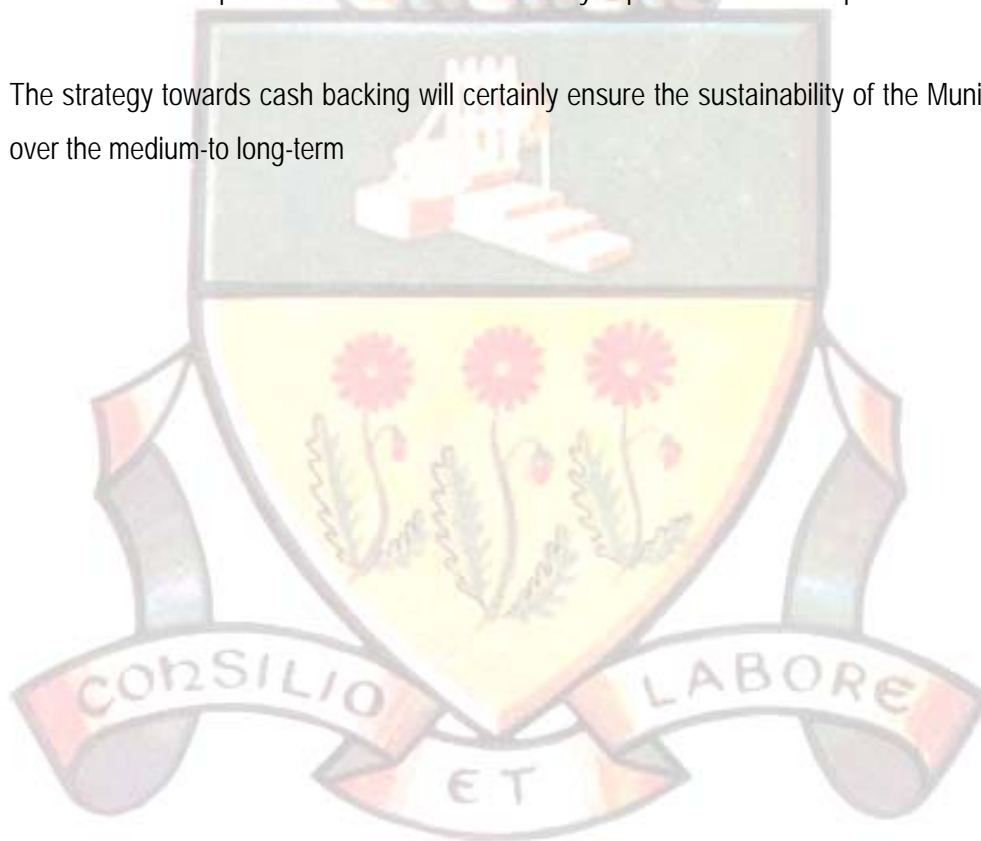 The strategy towards cash backing will certainly ensure the sustainability of the Muni
over the medium-to long-term
CONSILIO
ET
LABORE